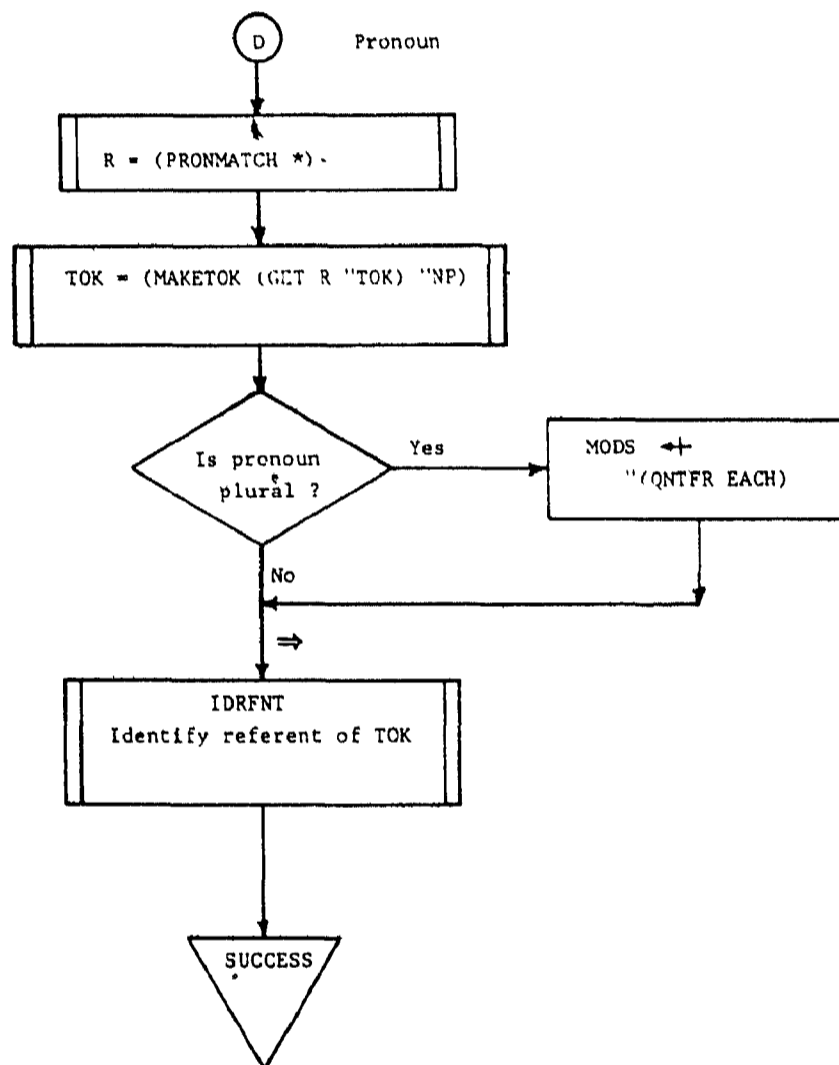 D Pronoun
R = (PRONMATCH *)
TOK = (MAKETOK (GET R "TOK) "NP)
Is pronoun
plural ?
Yes
MODS
"(QNTFR EACH)
No
⇒
IDRFNT
Identify referent of TOK
SUCCESS